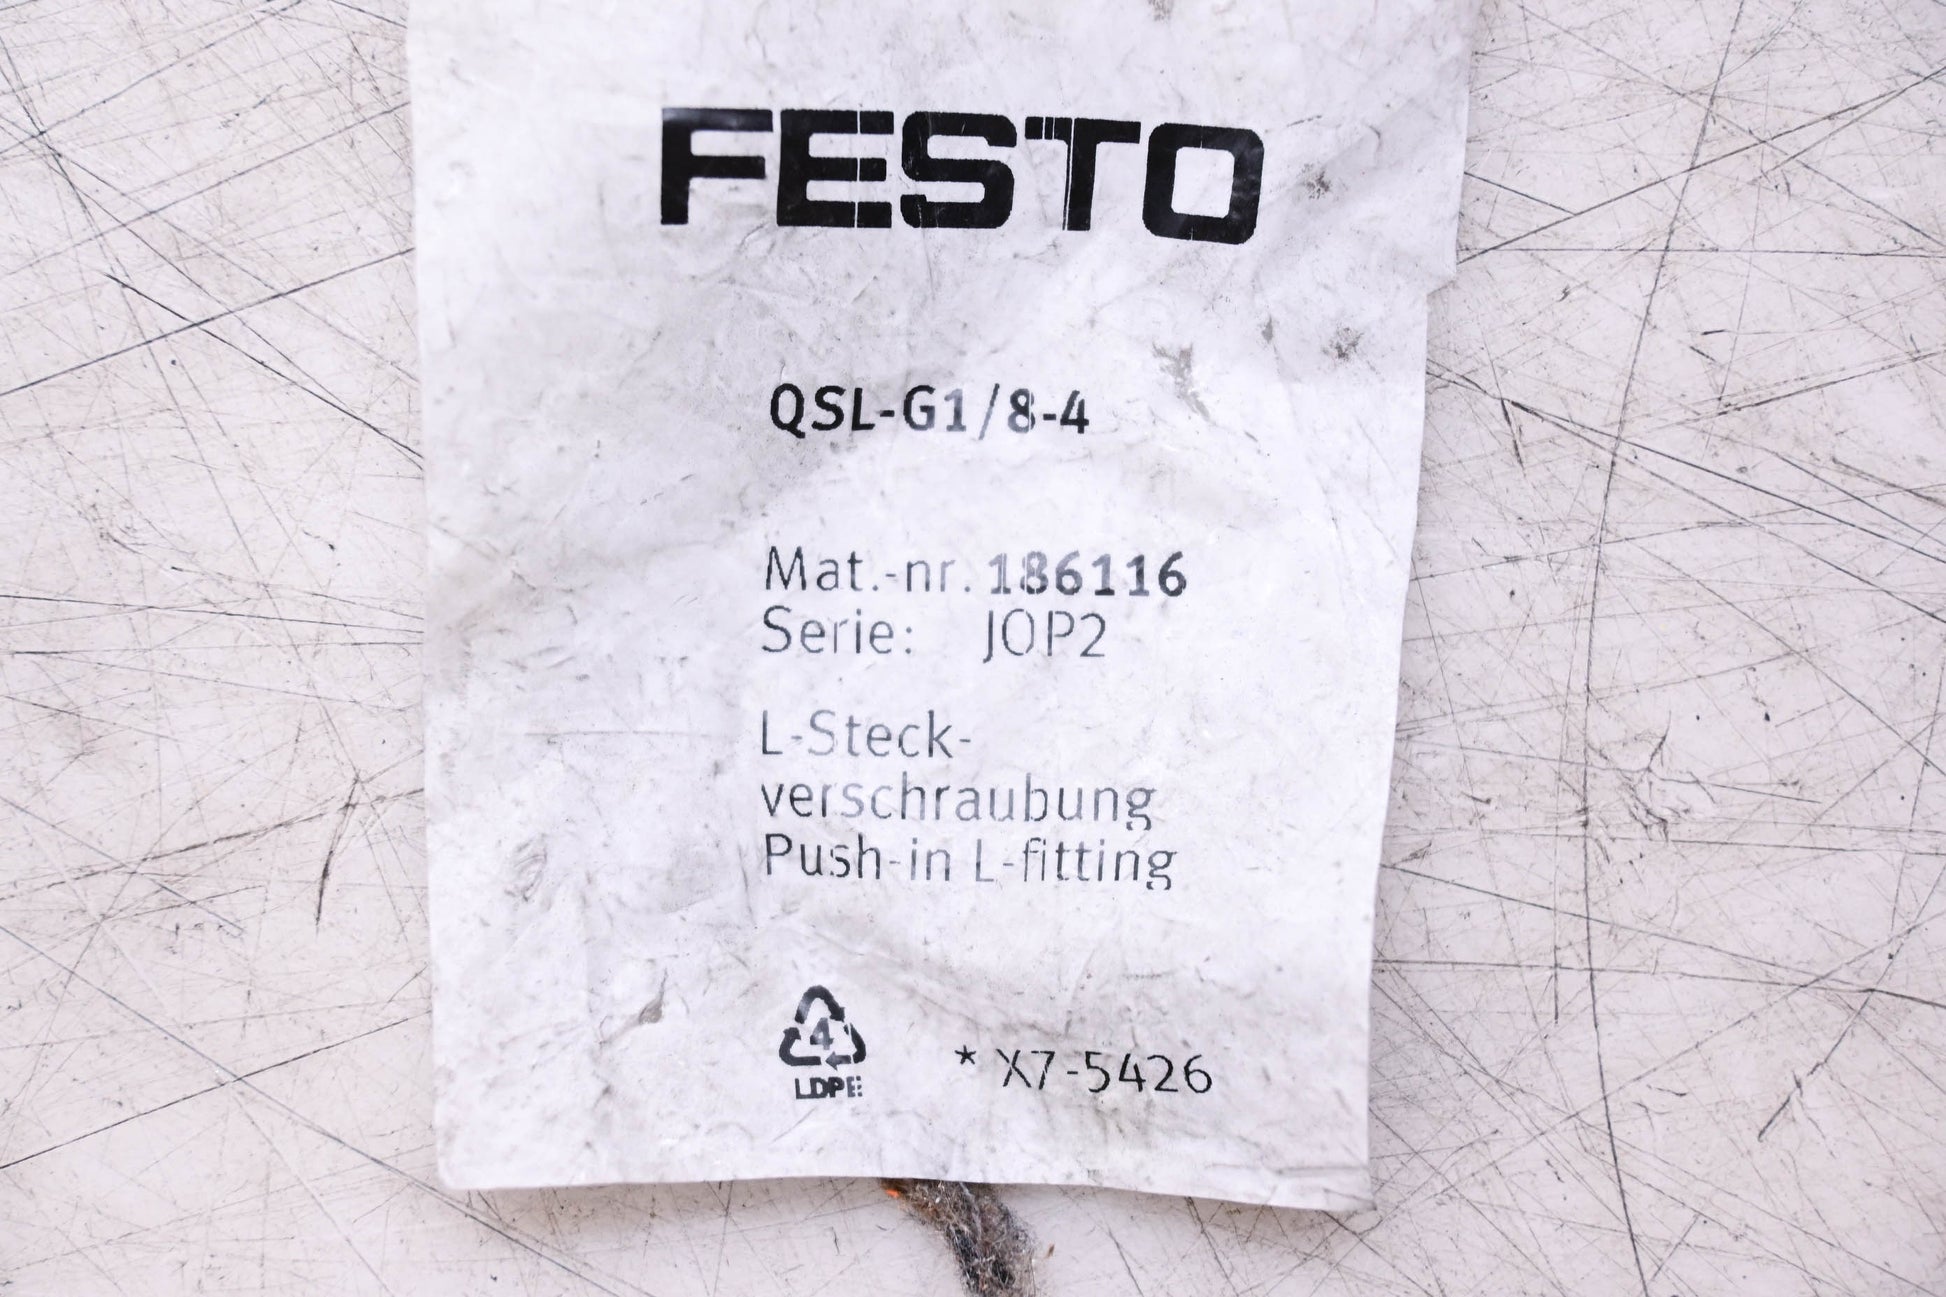 FESTO
QSL-G1/8-4
Mat.-nr. 186116
Serie: JOP2
L-Steck-
verschraubung
Push-in L-fitting
4
LDPE
* X7-5426